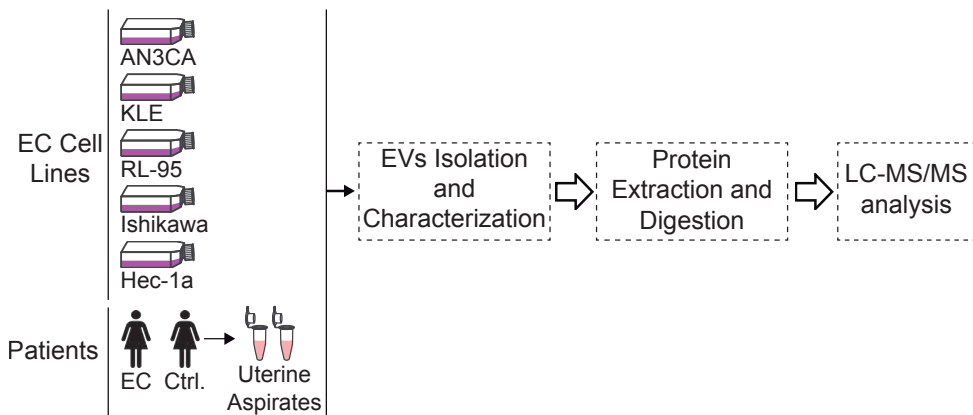 EC Cell
Lines
AN3CA
KLE
RL-95
Ishikawa
Hec-1a
Patients
EC
Ctrl.
Uterine
Aspirates
EVs Isolation
and
Characterization
Protein
Extraction and
Digestion
LC-MS/MS
analysis